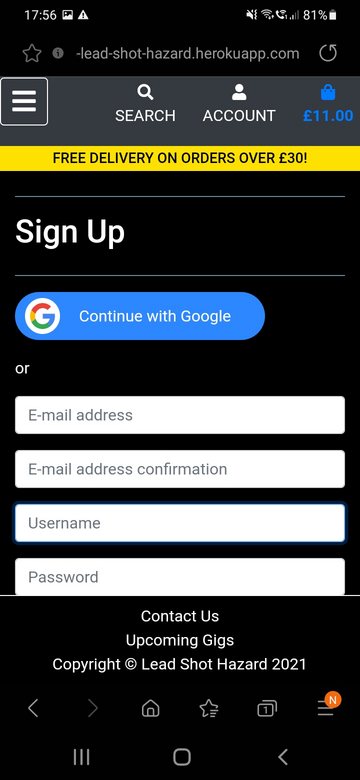 17:56 81%
-lead-shot-hazard.herokuapp.com
SEARCH ACCOUNT £11.00
FREE DELIVERY ON ORDERS OVER £30!
Sign Up
Continue with Google
or
E-mail address
E-mail address confirmation
Username
Password
Contact Us
Upcoming Gigs
Copyright © Lead Shot Hazard 2021
1 N